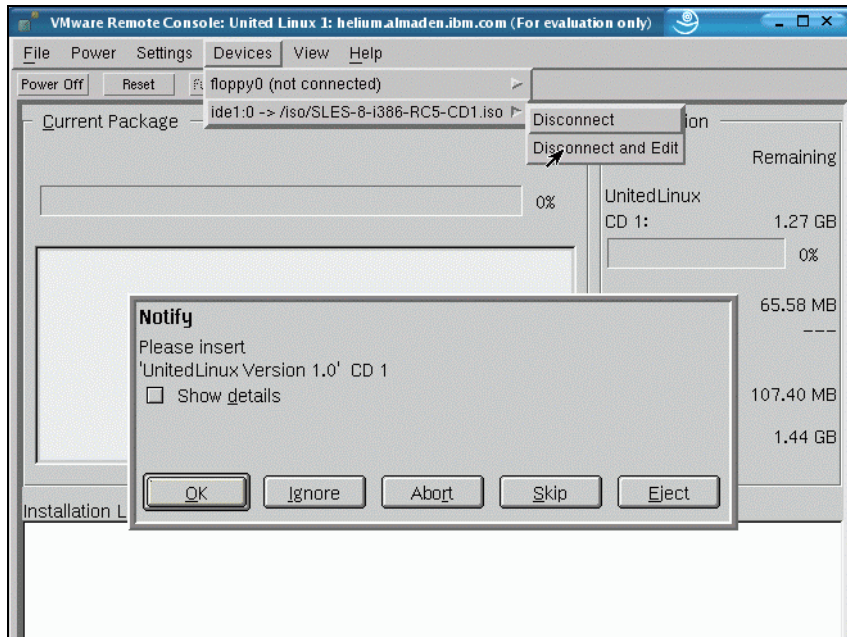 VMware Remote Console: United Linux 1: helium.almaden.ibm.com (For evaluation only)
File Power Settings Devices View Help
Power Off Reset
floppy0 (not connected)
ide1:0 -> /iso/SLES-8-i386-RC5-CD1.iso
Disconnect
Disconnect and Edit
Current Package
Remaining
0%
UnitedLinux
CD 1: 1.27 GB
0%
65.58 MB
---
107.40 MB
1.44 GB
Notify
Please insert
'UnitedLinux Version 1.0' CD 1
Show details
OK Ignore Abort Skip Eject
Installation L